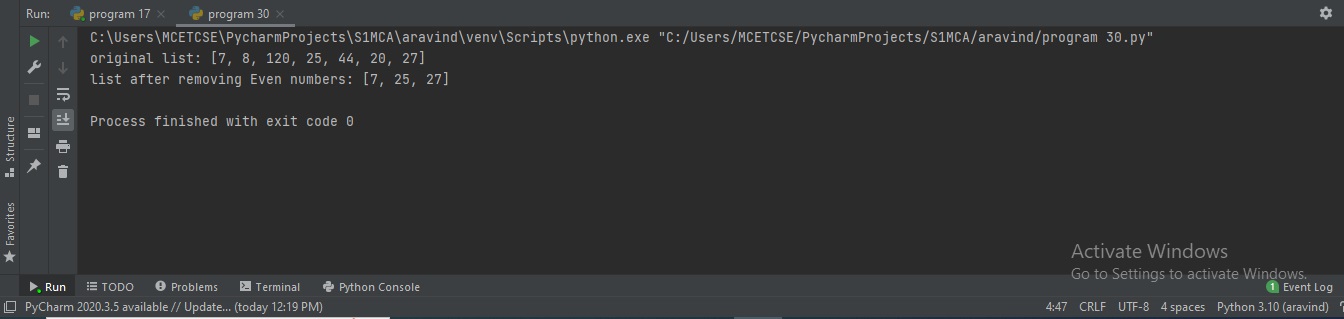 Run: program 17 × program 30 ×
C:\Users\MCETCSE\PycharmProjects\S1MCA\aravind\venv\Scripts\python.exe "C:/Users/MCETCSE/PycharmProjects/S1MCA/aravind/program 30.py"
original list: [7, 8, 120, 25, 44, 20, 27]
list after removing Even numbers: [7, 25, 27]
Process finished with exit code 0
Structure
Favorites
Activate Windows
Go to Settings to activate Windows.
Run TODO Problems Terminal Python Console 1 Event Log
PyCharm 2020.3.5 available // Update... (today 12:19 PM) 4:47 CRLF UTF-8 4 spaces Python 3.10 (aravind)